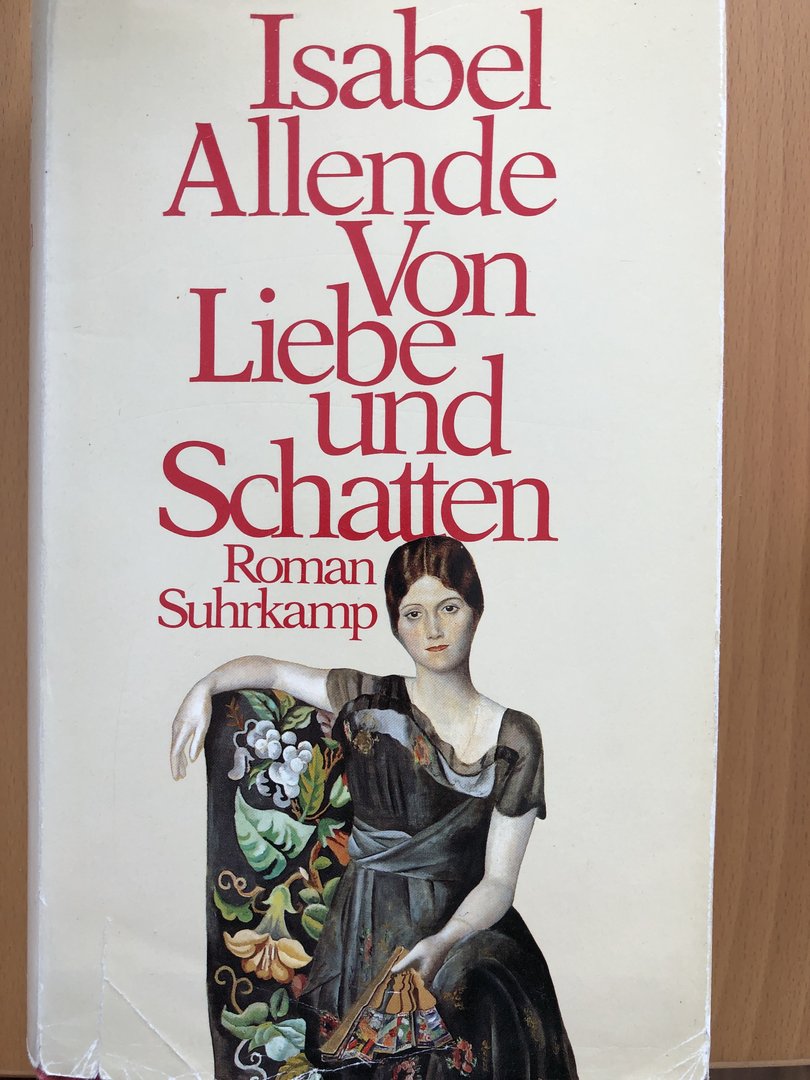 Isabel
Allende
Von
Liebe
und
Schatten
Roman
Suhrkamp